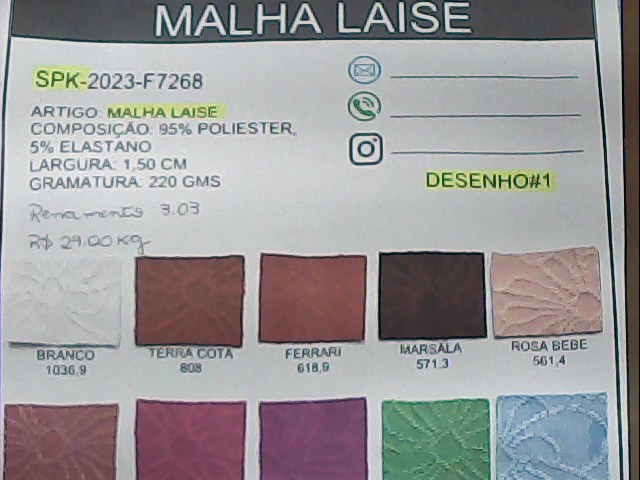 MALHA LAISE
SPK-2023-F7268
ARTIGO: MALHA LAISE
COMPOSIÇÃO: 95% POLIESTER,
5% ELASTANO
LARGURA: 1,50 CM
GRAMATURA: 220 GMS
DESENHO#1
Renamento 3.03
R$ 29.00 KG
BRANCO TERRA COTA FERRARI MARSALA ROSA BEBE
1036,9 808 618,9 571,3 561,4